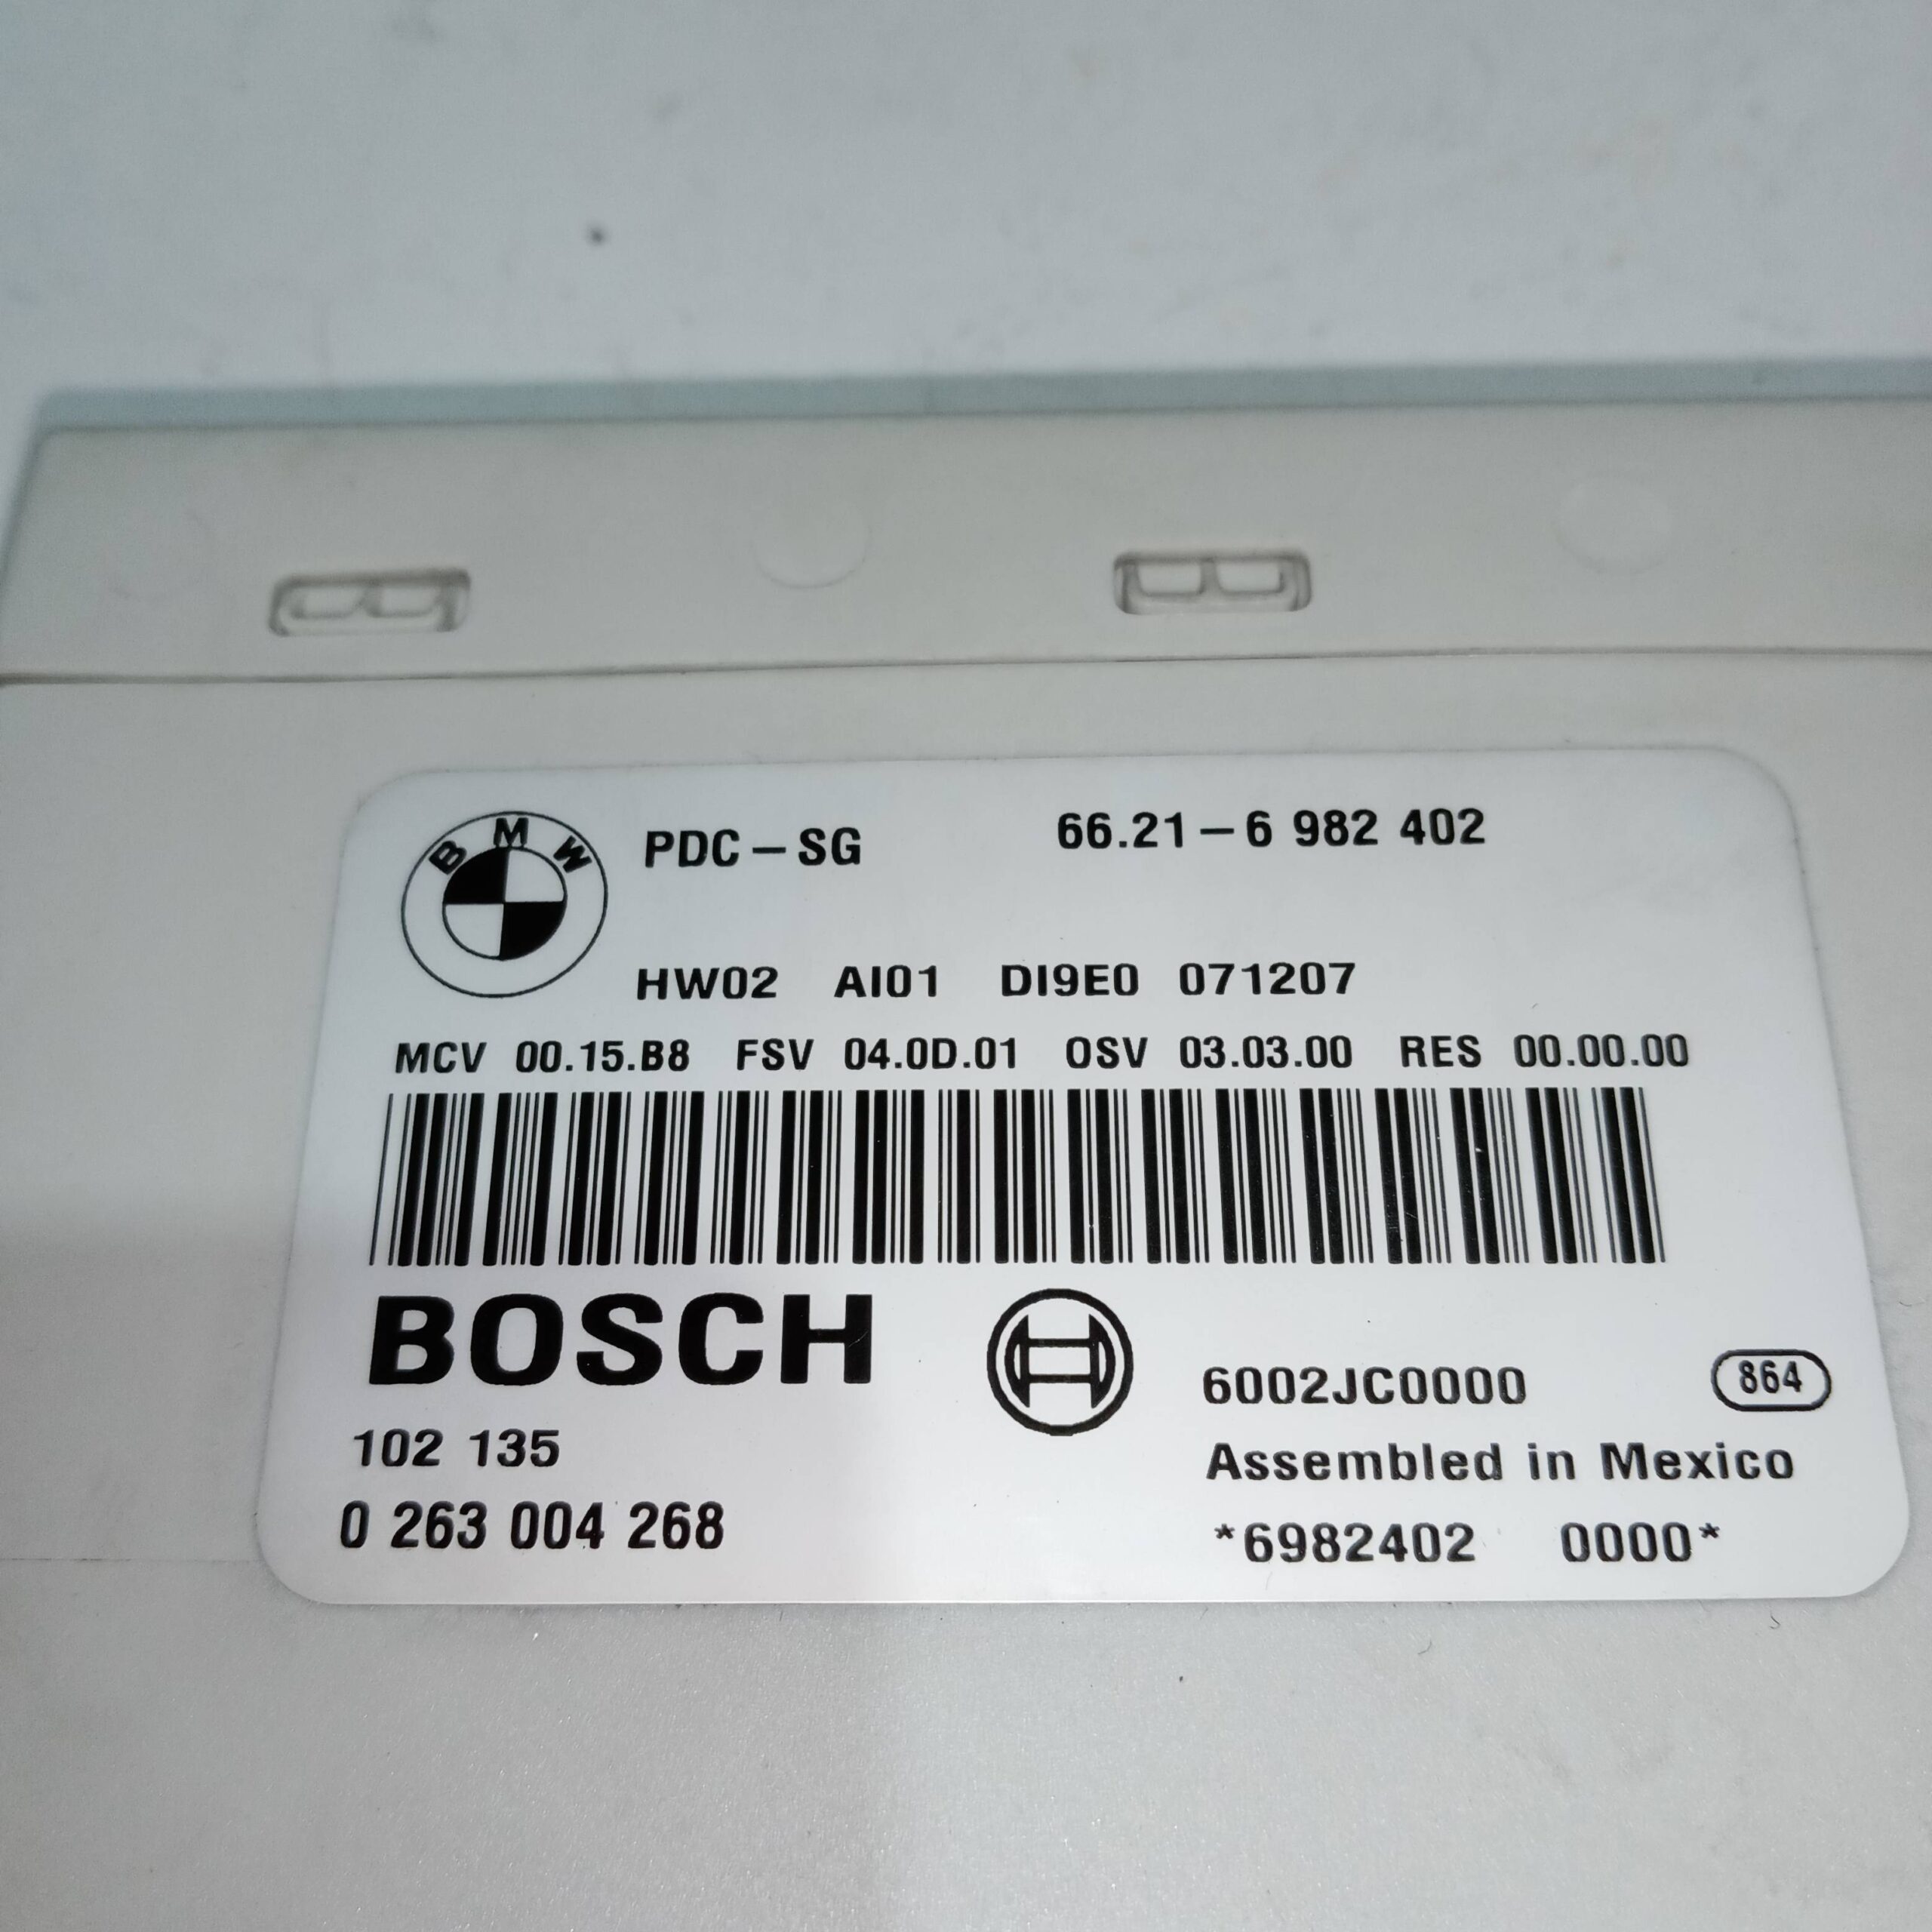 BMW
PDC-SG 66.21-6 982 402
HW02 AI01 DI9E0 071207
MCV 00.15.B8 FSV 04.0D.01 OSV 03.03.00 RES 00.00.00
BOSCH
6002JC0000 864
102 135
Assembled in Mexico
0 263 004 268
*6982402 0000*